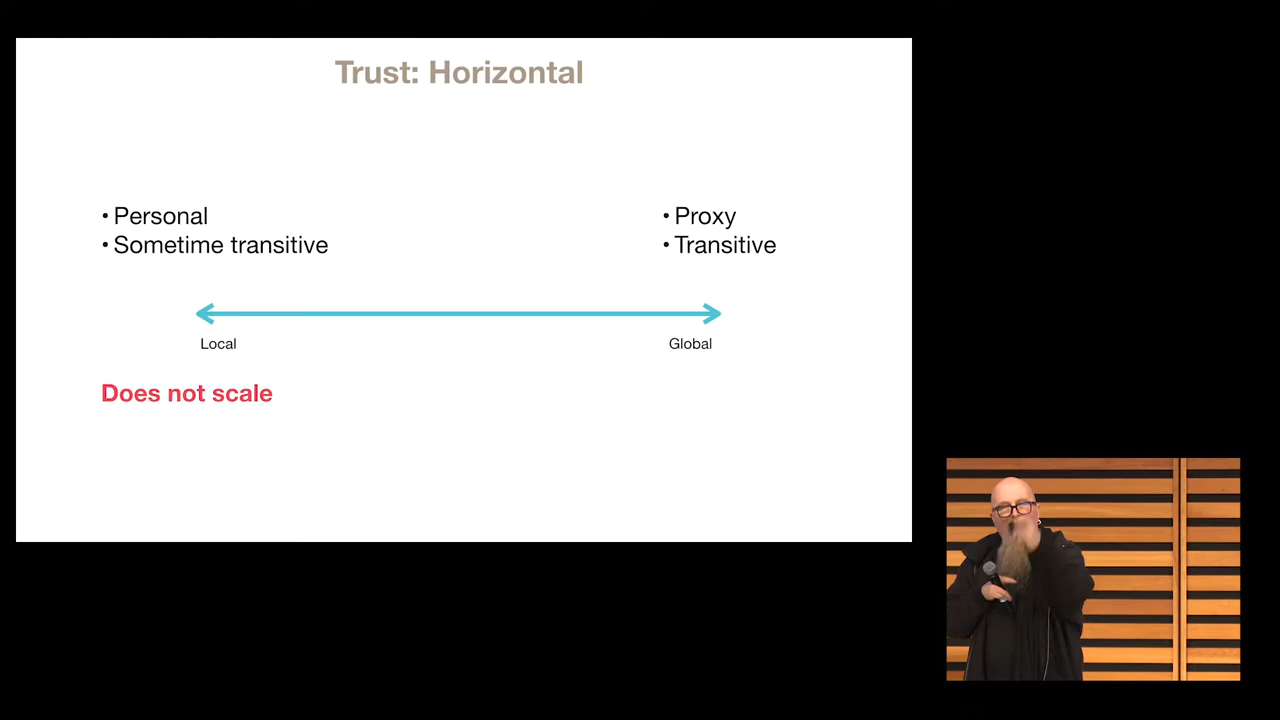 Trust: Horizontal
• Personal
• Sometime transitive
• Proxy
• Transitive
Local
Global
Does not scale